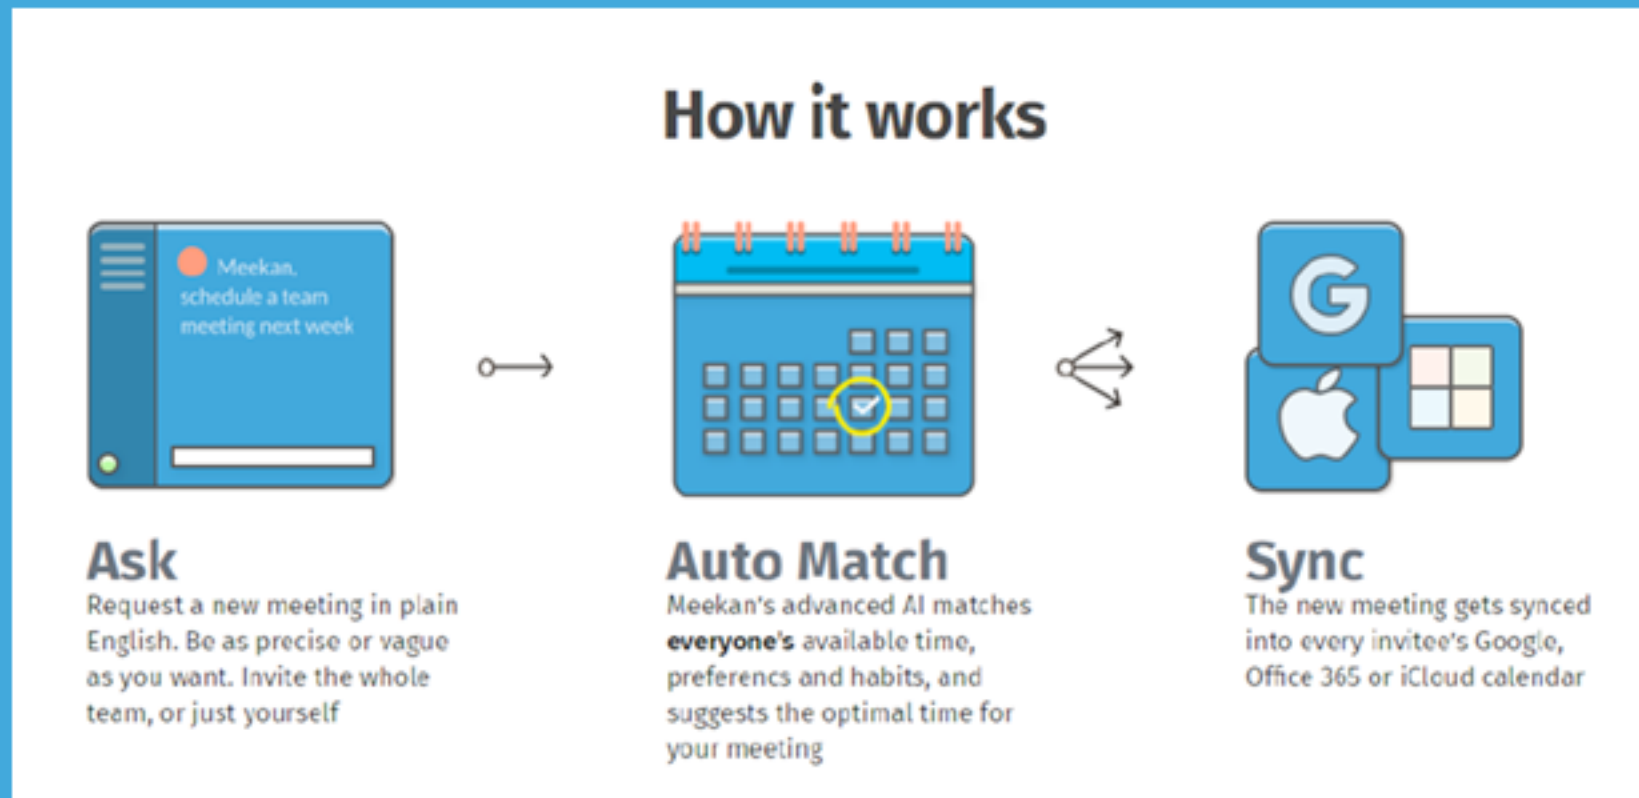 How it works
Meekan,
schedule a team
meeting next week
G
Ask
Request a new meeting in plain
English. Be as precise or vague
as you want. Invite the whole
team, or just yourself
Auto Match
Meekan's advanced AI matches
everyone's available time,
preferencs and habits, and
suggests the optimal time for
your meeting
Sync
The new meeting gets synced
into every invitee's Google,
Office 365 or iCloud calendar